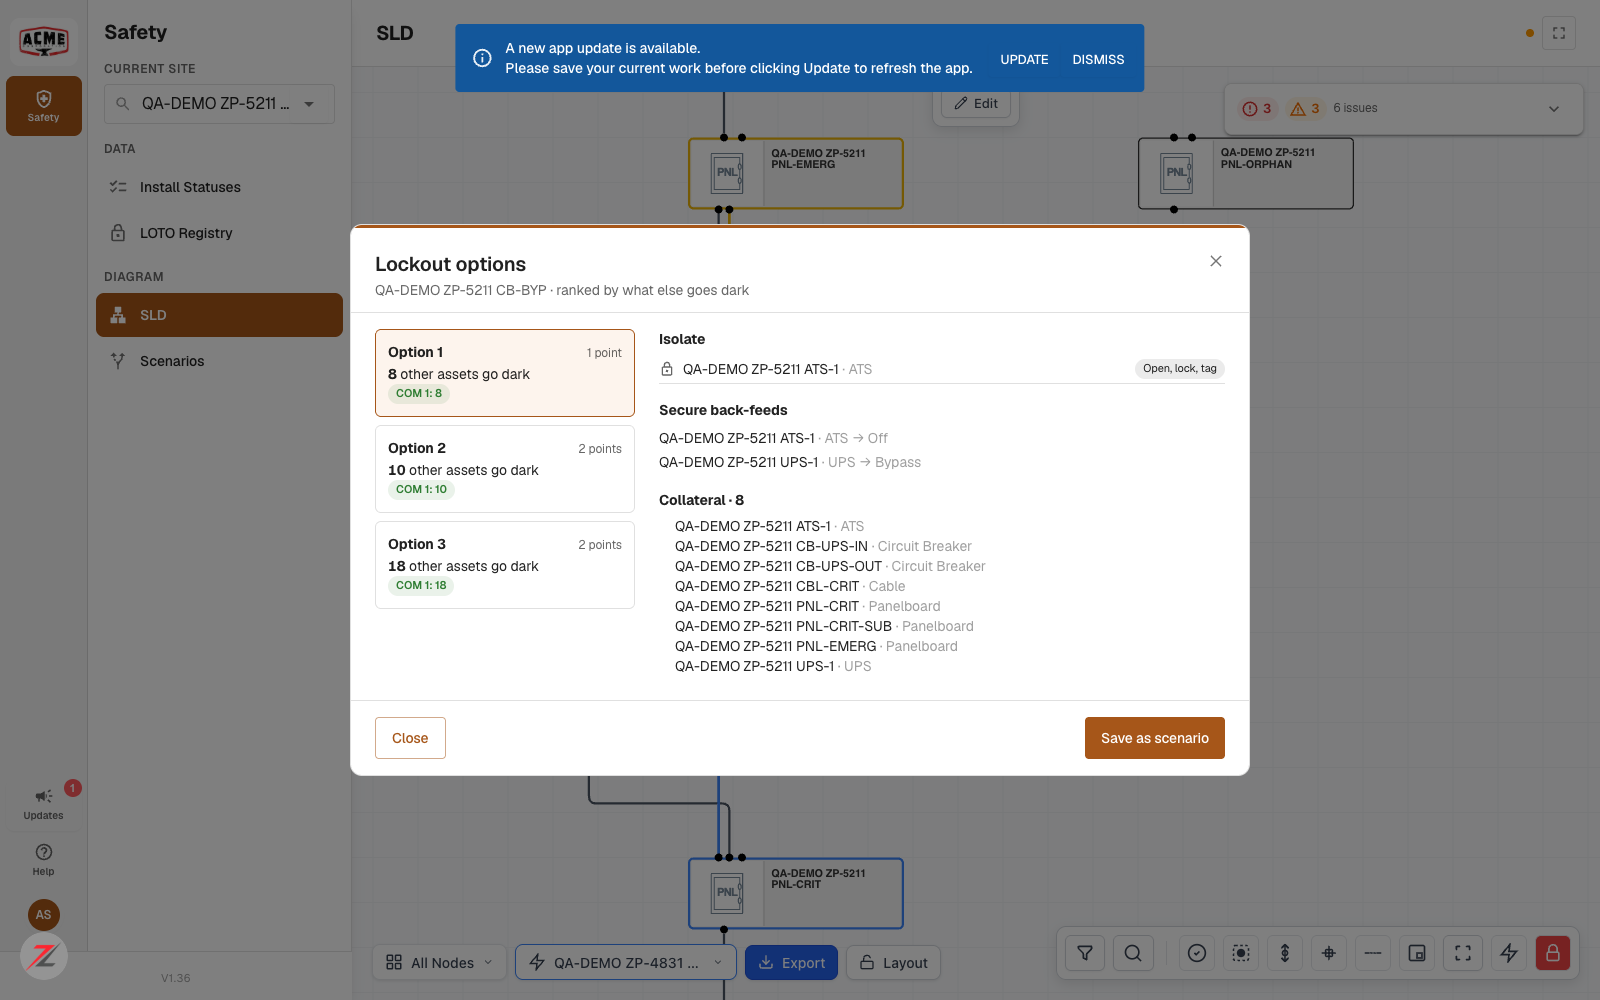 ACME
Safety
Updates
1
Help
AS
Safety
CURRENT SITE
QA-DEMO ZP-5211 ...
DATA
Install Statuses
LOTO Registry
DIAGRAM
SLD
Scenarios
V1.36
SLD
A new app update is available.
Please save your current work before clicking Update to refresh the app.
UPDATE
DISMISS
Edit
3
3
6 issues
PNL
QA-DEMO ZP-5211
PNL-EMERG
PNL
QA-DEMO ZP-5211
PNL-ORPHAN
Lockout options
QA-DEMO ZP-5211 CB-BYP · ranked by what else goes dark
Option 1
1 point
8 other assets go dark
COM 1: 8
Option 2
2 points
10 other assets go dark
COM 1: 10
Option 3
2 points
18 other assets go dark
COM 1: 18
Isolate
QA-DEMO ZP-5211 ATS-1 · ATS
Open, lock, tag
Secure back-feeds
QA-DEMO ZP-5211 ATS-1 · ATS → Off
QA-DEMO ZP-5211 UPS-1 · UPS → Bypass
Collateral · 8
QA-DEMO ZP-5211 ATS-1 · ATS
QA-DEMO ZP-5211 CB-UPS-IN · Circuit Breaker
QA-DEMO ZP-5211 CB-UPS-OUT · Circuit Breaker
QA-DEMO ZP-5211 CBL-CRIT · Cable
QA-DEMO ZP-5211 PNL-CRIT · Panelboard
QA-DEMO ZP-5211 PNL-CRIT-SUB · Panelboard
QA-DEMO ZP-5211 PNL-EMERG · Panelboard
QA-DEMO ZP-5211 UPS-1 · UPS
Close
Save as scenario
PNL
QA-DEMO ZP-5211
PNL-CRIT
All Nodes
QA-DEMO ZP-4831 ...
Export
Layout